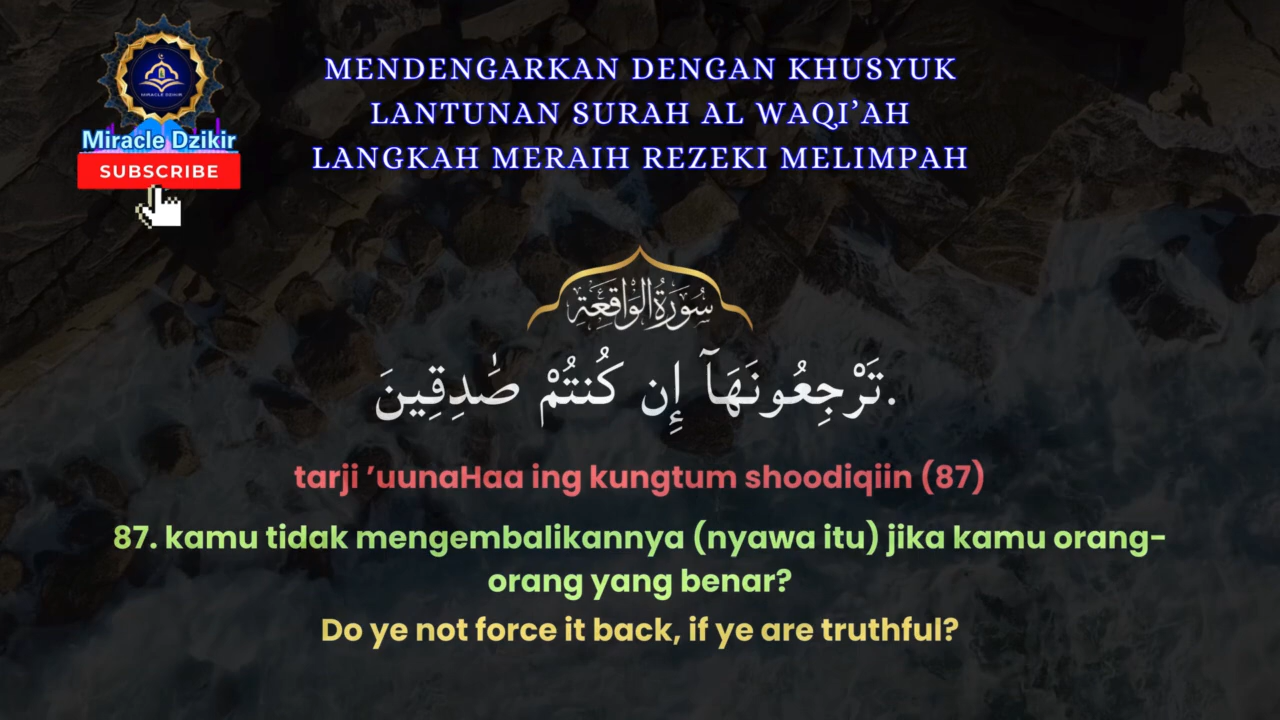 MIRACLE DZIKIR
Miracle Dzikir
SUBSCRIBE
MENDENGARKAN DENGAN KHUSYUK
LANTUNAN SURAH AL WAQI’AH
LANGKAH MERAIH REZEKI MELIMPAH
سُورَةُ الوَاقِعَةِ
تَرْجِعُونَهَآ إِن كُنتُمْ صَٰدِقِينَ.
tarji ’uunaHaa ing kungtum shoodiqiin (87)
87. kamu tidak mengembalikannya (nyawa itu) jika kamu orang-
orang yang benar?
Do ye not force it back, if ye are truthful?